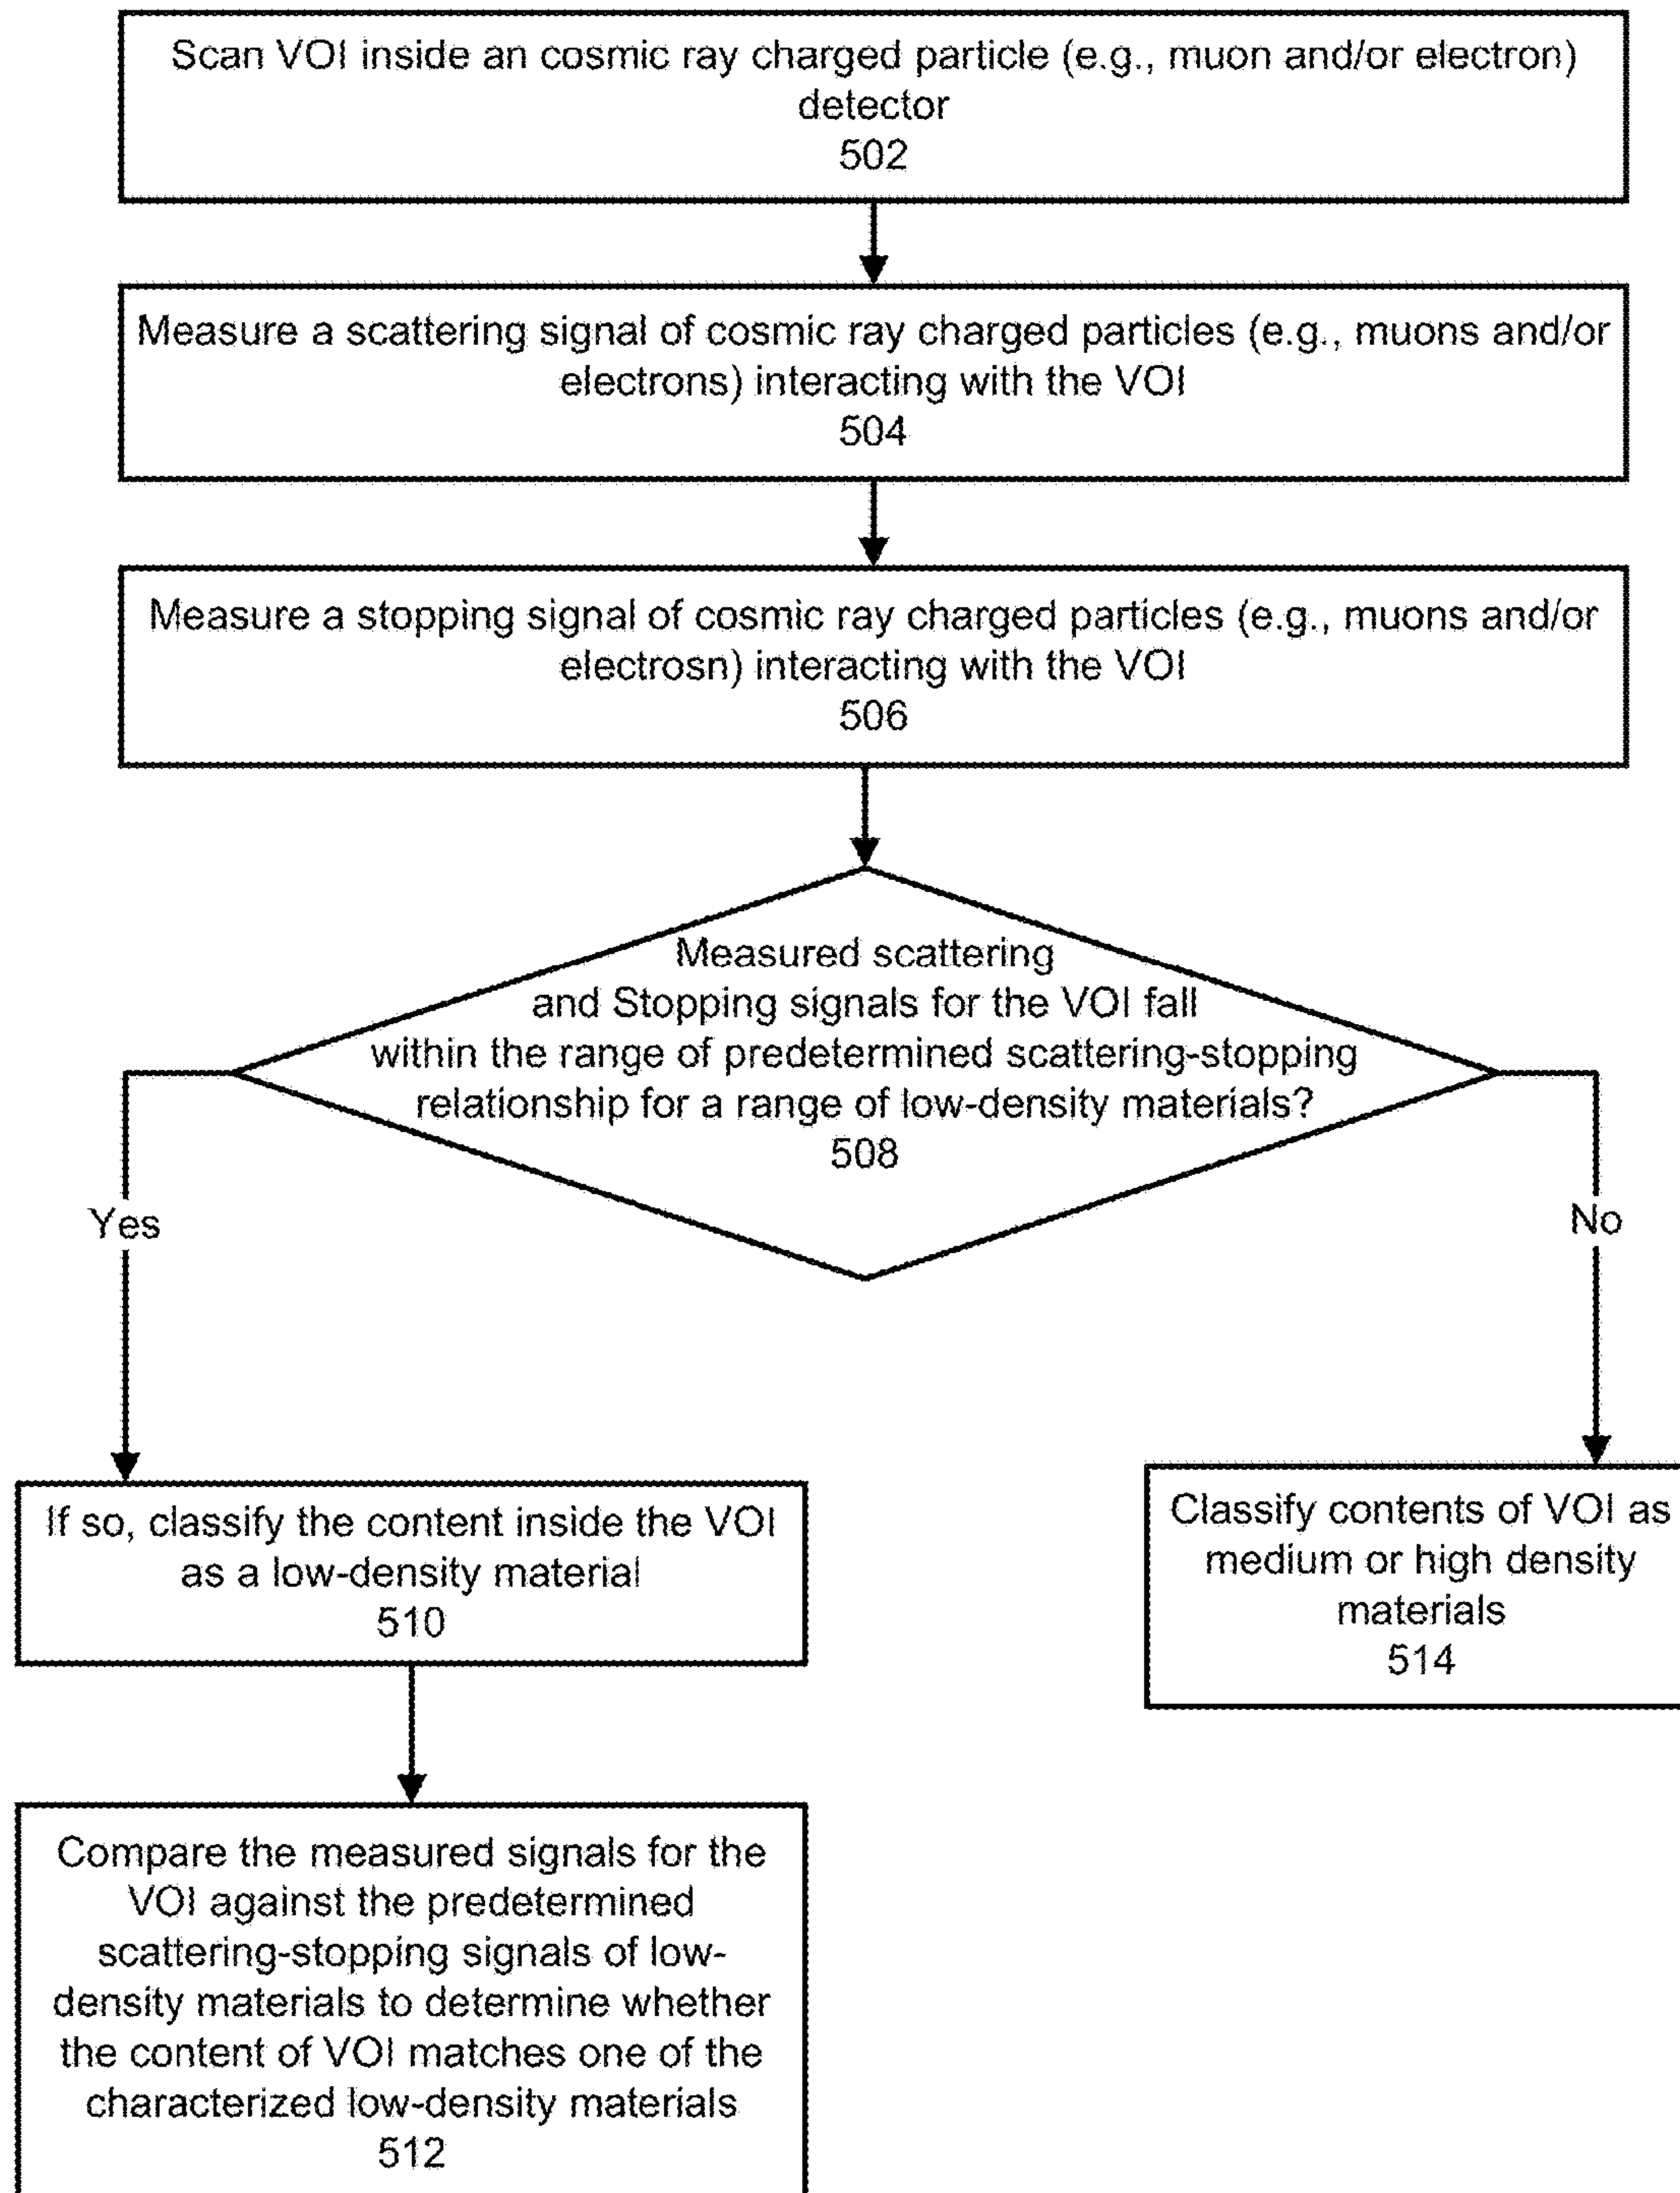 Scan VOI inside an cosmic ray charged particle (e.g., muon and/or electron)
detector
502
Measure a scattering signal of cosmic ray charged particles (e.g., muons and/or
electrons) interacting with the VOI
504
Measure a stopping signal of cosmic ray charged particles (e.g., muons and/or
electrosn) interacting with the VOI
506
Measured scattering
and Stopping signals for the VOI fall
within the range of predetermined scattering-stopping
relationship for a range of low-density materials?
508
Yes
No
If so, classify the content inside the VOI
as a low-density material
510
Classify contents of VOI as
medium or high density
materials
514
Compare the measured signals for the
VOI against the predetermined
scattering-stopping signals of low-
density materials to determine whether
the content of VOI matches one of the
characterized low-density materials
512